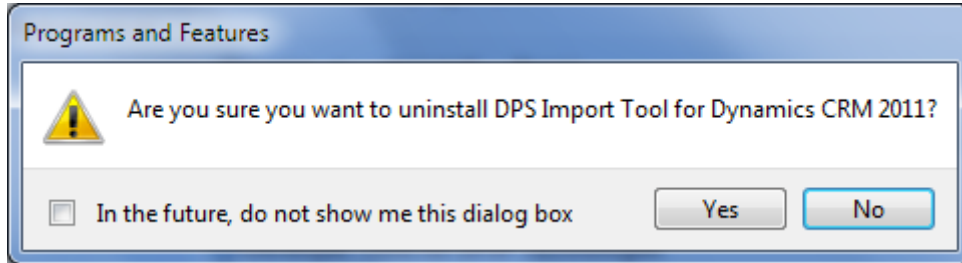 Programs and Features
Are you sure you want to uninstall DPS Import Tool for Dynamics CRM 2011?
In the future, do not show me this dialog box
Yes
No